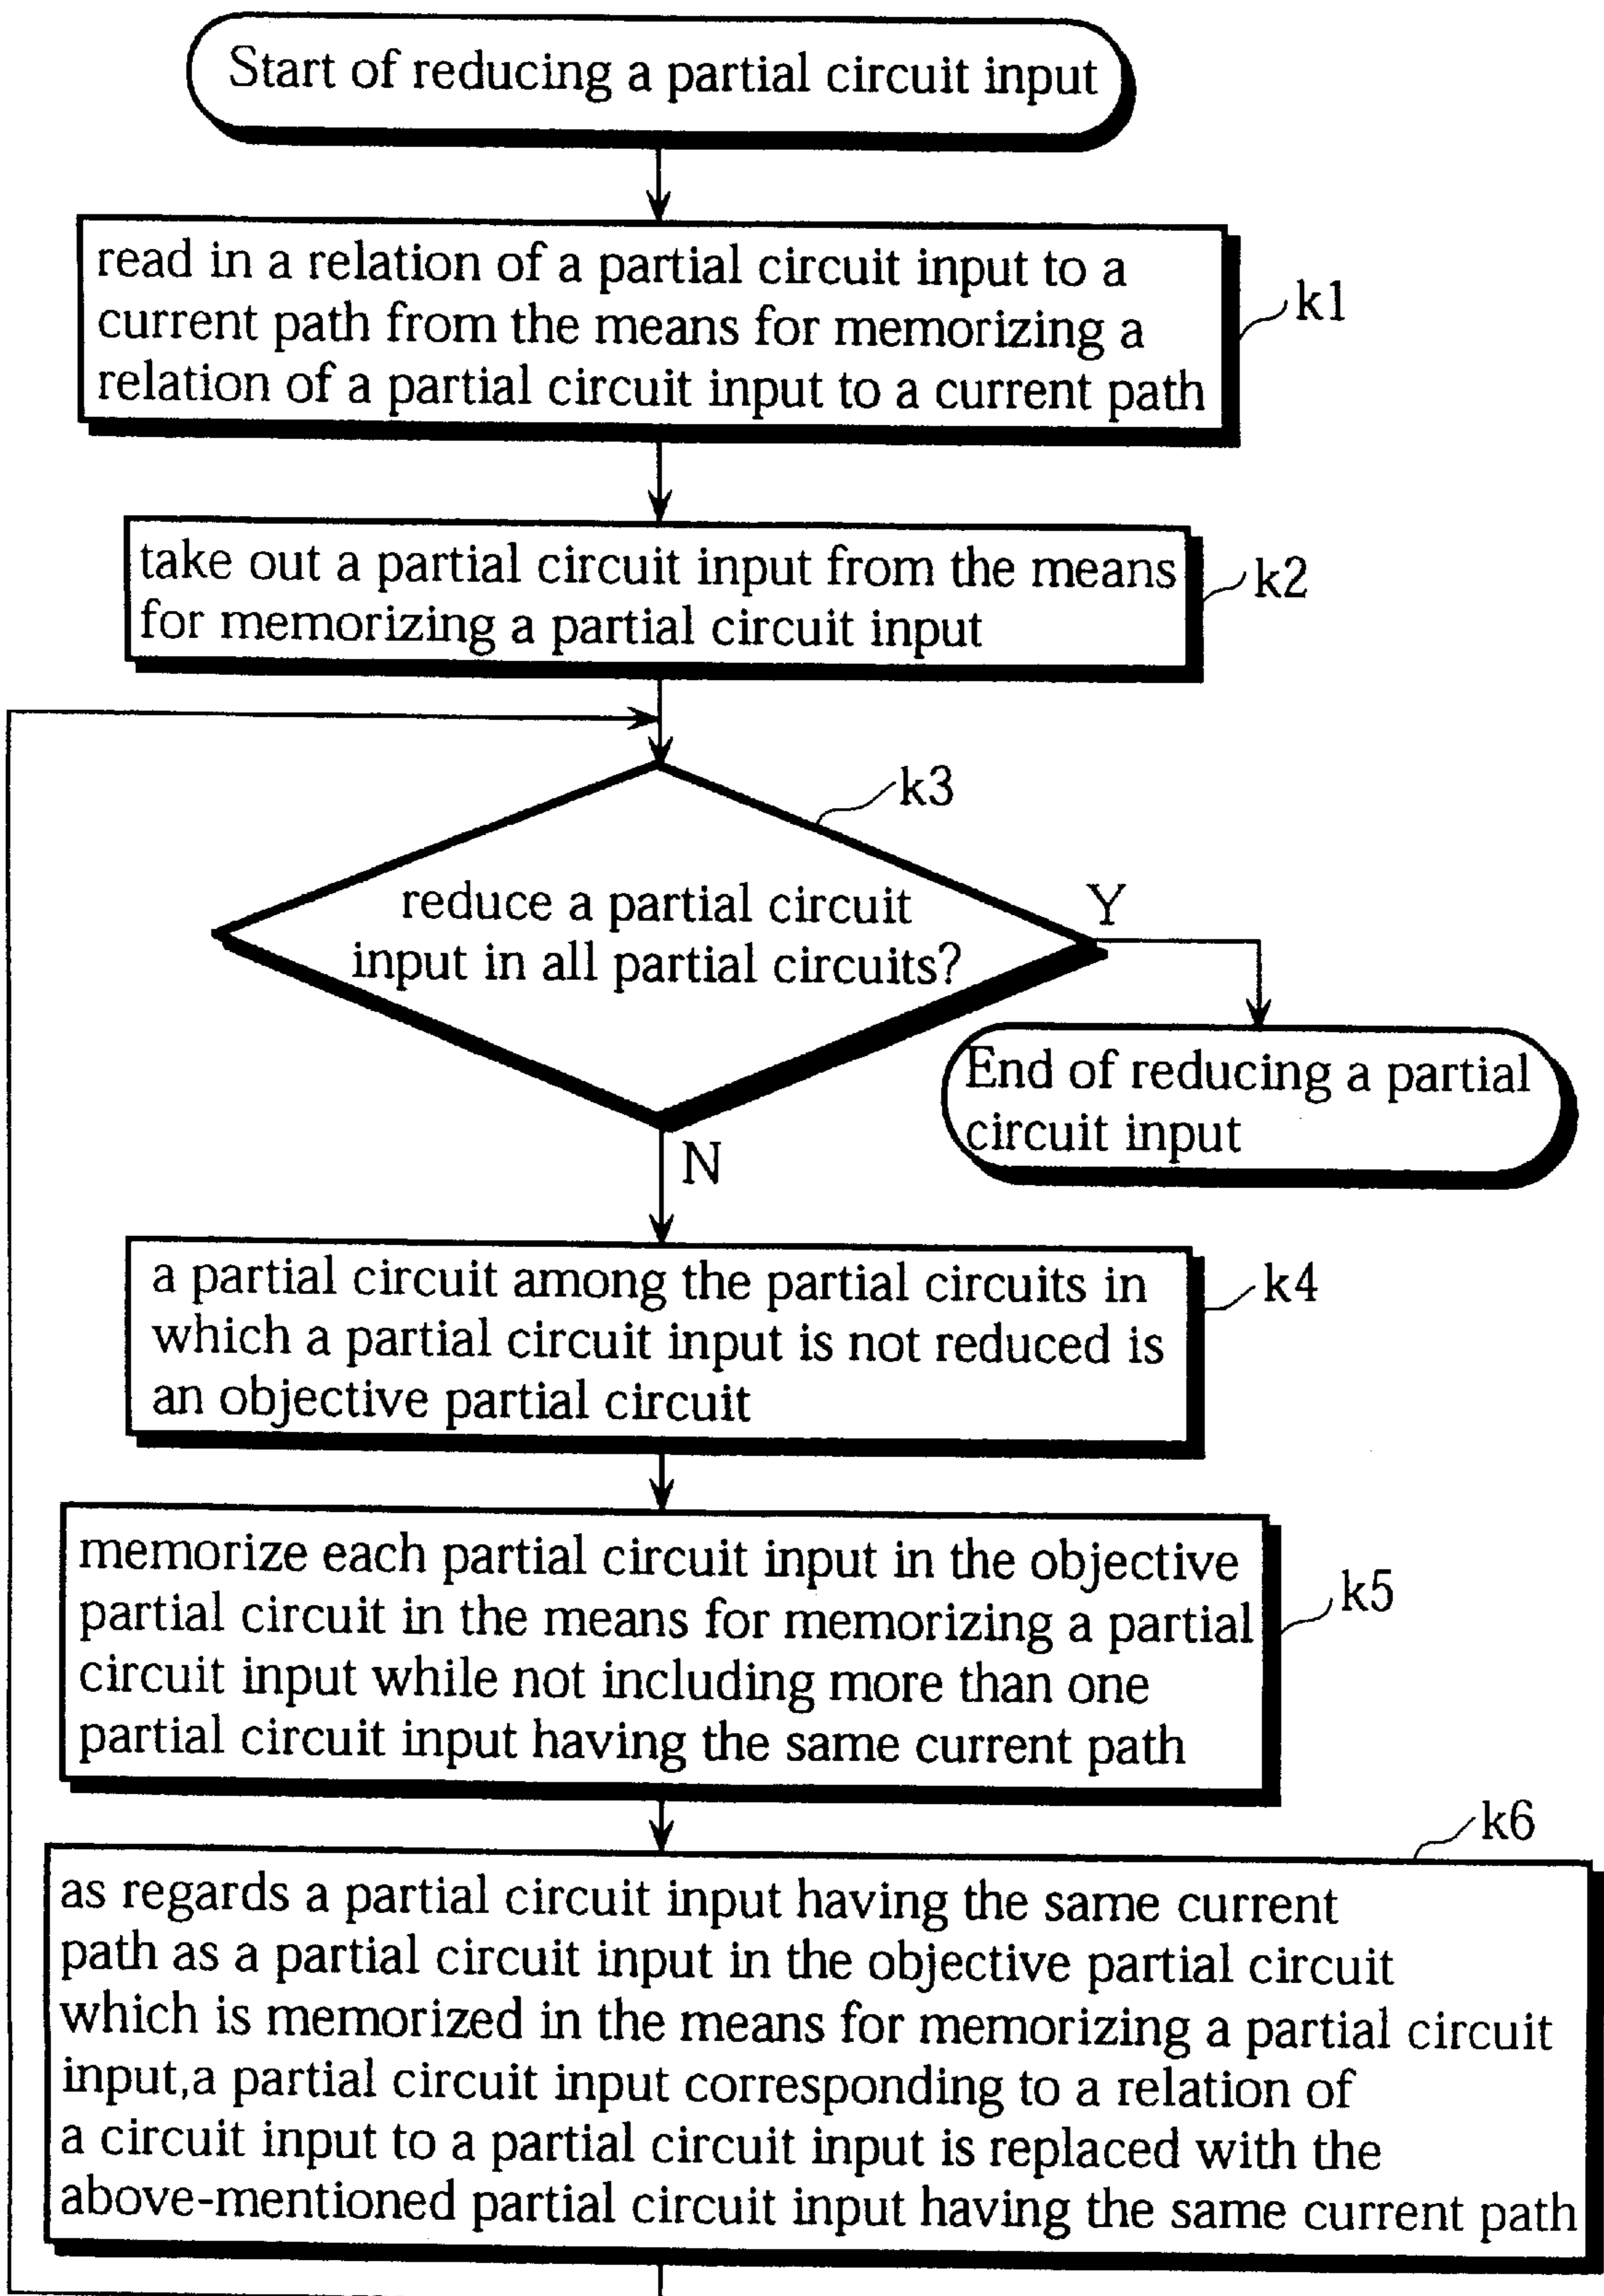 Start of reducing a partial circuit input
read in a relation of a partial circuit input to a
current path from the means for memorizing a
relation of a partial circuit input to a current path
k1
take out a partial circuit input from the means
for memorizing a partial circuit input
k2
k3
reduce a partial circuit
input in all partial circuits?
Y
End of reducing a partial
circuit input
N
a partial circuit among the partial circuits in
which a partial circuit input is not reduced is
an objective partial circuit
k4
memorize each partial circuit input in the objective
partial circuit in the means for memorizing a partial
circuit input while not including more than one
partial circuit input having the same current path
k5
k6
as regards a partial circuit input having the same current
path as a partial circuit input in the objective partial circuit
which is memorized in the means for memorizing a partial circuit
input,a partial circuit input corresponding to a relation of
a circuit input to a partial circuit input is replaced with the
above-mentioned partial circuit input having the same current path